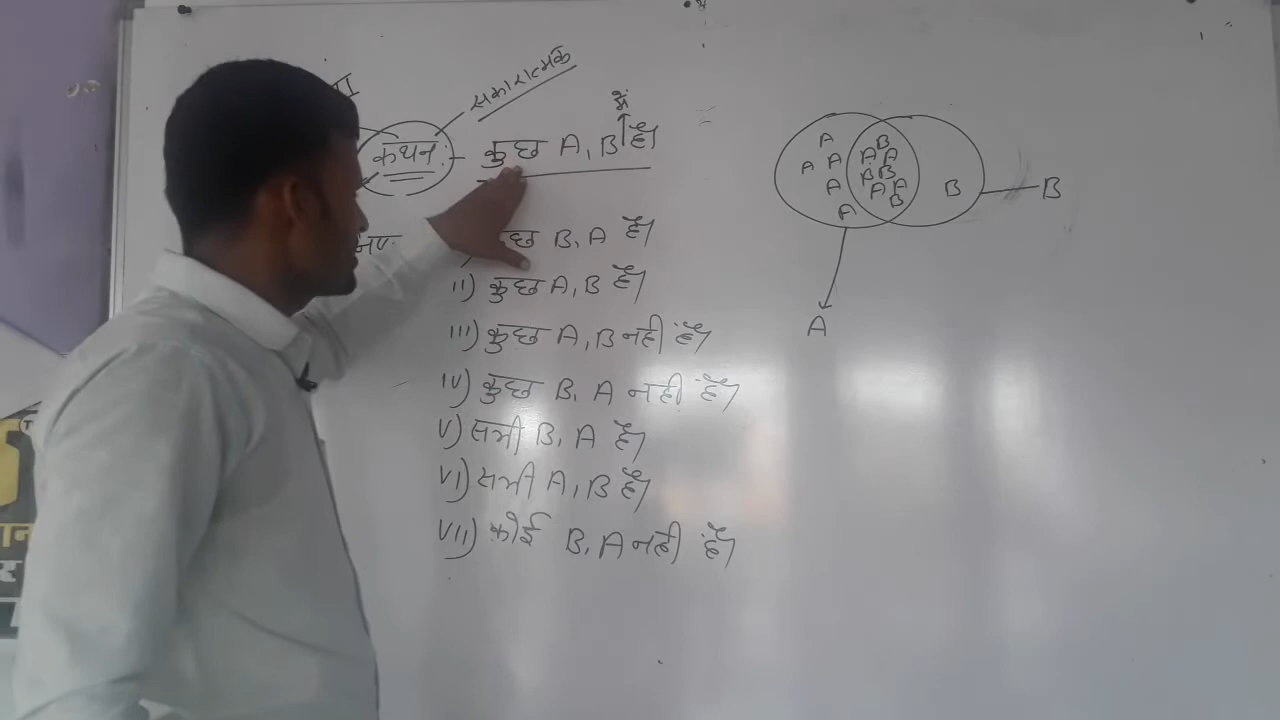 सकारात्मक
में
कथन:- कुछ A, B है।
कुछ B, A है।
II) कुछ A, B है।
III) कुछ A, B नहीं है।
IV) कुछ B, A नहीं है।
V) सभी B, A है।
VI) सभी A, B है।
VII) कोई B, A नहीं है।
A B
A A A A
B B
A B B
A A A
A B
A